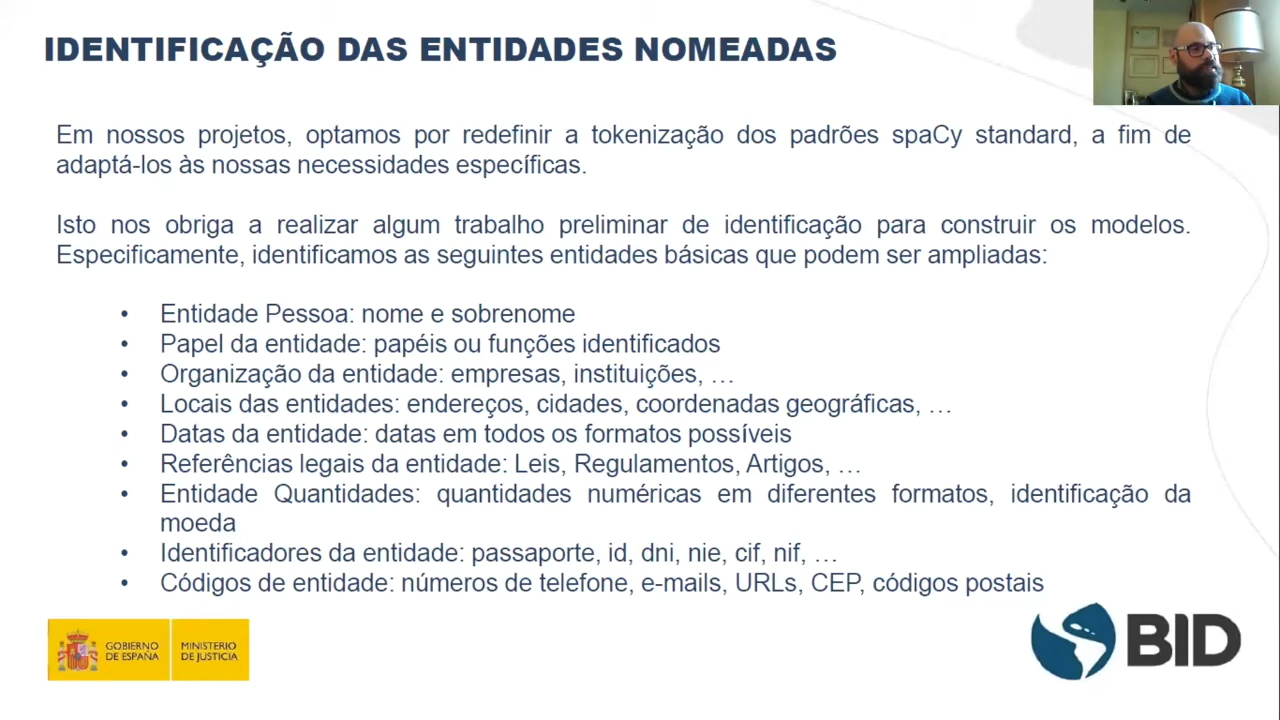 IDENTIFICAÇÃO DAS ENTIDADES NOMEADAS
Em nossos projetos, optamos por redefinir a tokenização dos padrões spaCy standard, a fim de
adaptá-los às nossas necessidades específicas.
Isto nos obriga a realizar algum trabalho preliminar de identificação para construir os modelos.
Especificamente, identificamos as seguintes entidades básicas que podem ser ampliadas:
• Entidade Pessoa: nome e sobrenome
• Papel da entidade: papéis ou funções identificados
• Organização da entidade: empresas, instituições, …
• Locais das entidades: endereços, cidades, coordenadas geográficas, …
• Datas da entidade: datas em todos os formatos possíveis
• Referências legais da entidade: Leis, Regulamentos, Artigos, …
• Entidade Quantidades: quantidades numéricas em diferentes formatos, identificação da
moeda
• Identificadores da entidade: passaporte, id, dni, nie, cif, nif, …
• Códigos de entidade: números de telefone, e-mails, URLs, CEP, códigos postais
GOBIERNO
DE ESPAÑA
MINISTERIO
DE JUSTICIA
BID